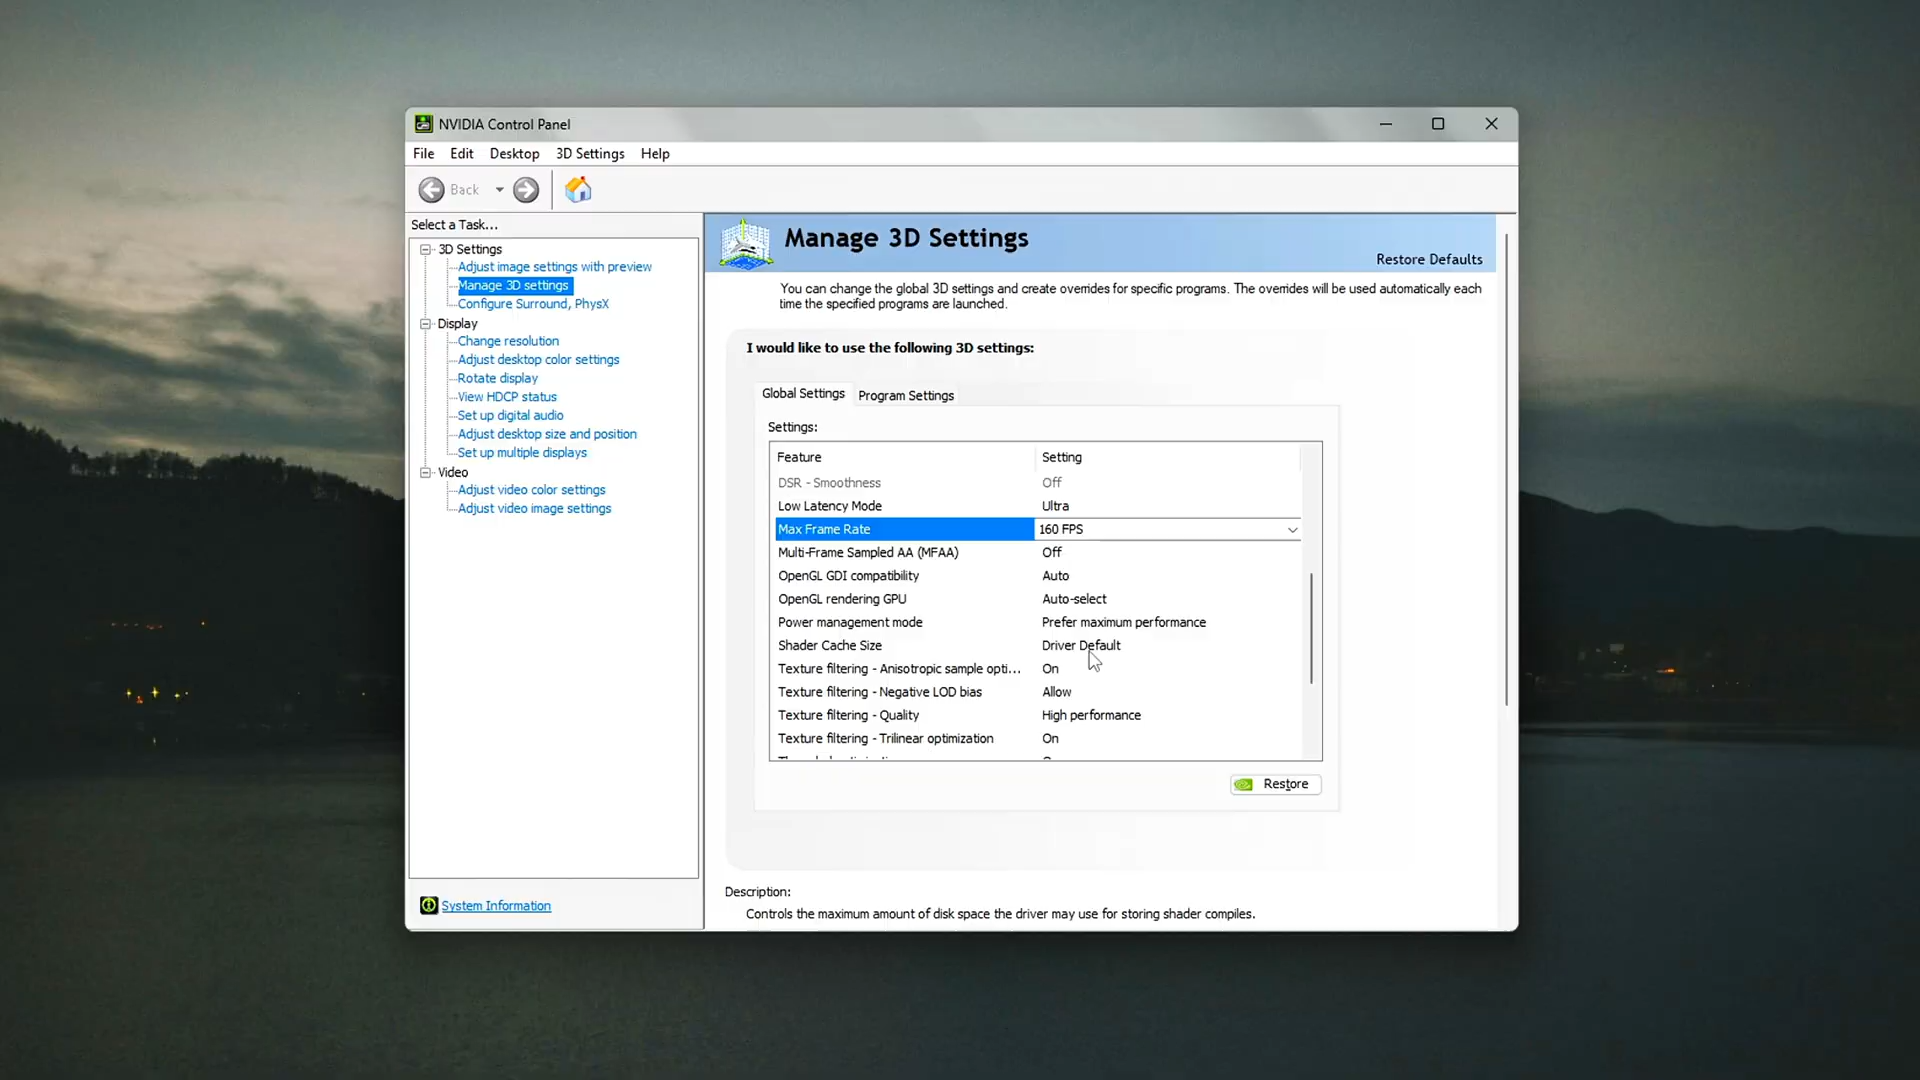 NVIDIA Control Panel
File Edit Desktop 3D Settings Help
Back
Select a Task...
3D Settings
Adjust image settings with preview
Manage 3D settings
Configure Surround, PhysX
Display
Change resolution
Adjust desktop color settings
Rotate display
View HDCP status
Set up digital audio
Adjust desktop size and position
Set up multiple displays
Video
Adjust video color settings
Adjust video image settings
System Information
Manage 3D Settings
Restore Defaults
You can change the global 3D settings and create overrides for specific programs. The overrides will be used automatically each
time the specified programs are launched.
I would like to use the following 3D settings:
Global Settings Program Settings
Settings:
Feature Setting
DSR - Smoothness Off
Low Latency Mode Ultra
Max Frame Rate 160 FPS
Multi-Frame Sampled AA (MFAA) Off
OpenGL GDI compatibility Auto
OpenGL rendering GPU Auto-select
Power management mode Prefer maximum performance
Shader Cache Size Driver Default
Texture filtering - Anisotropic sample opti... On
Texture filtering - Negative LOD bias Allow
Texture filtering - Quality High performance
Texture filtering - Trilinear optimization On
Restore
Description:
Controls the maximum amount of disk space the driver may use for storing shader compiles.